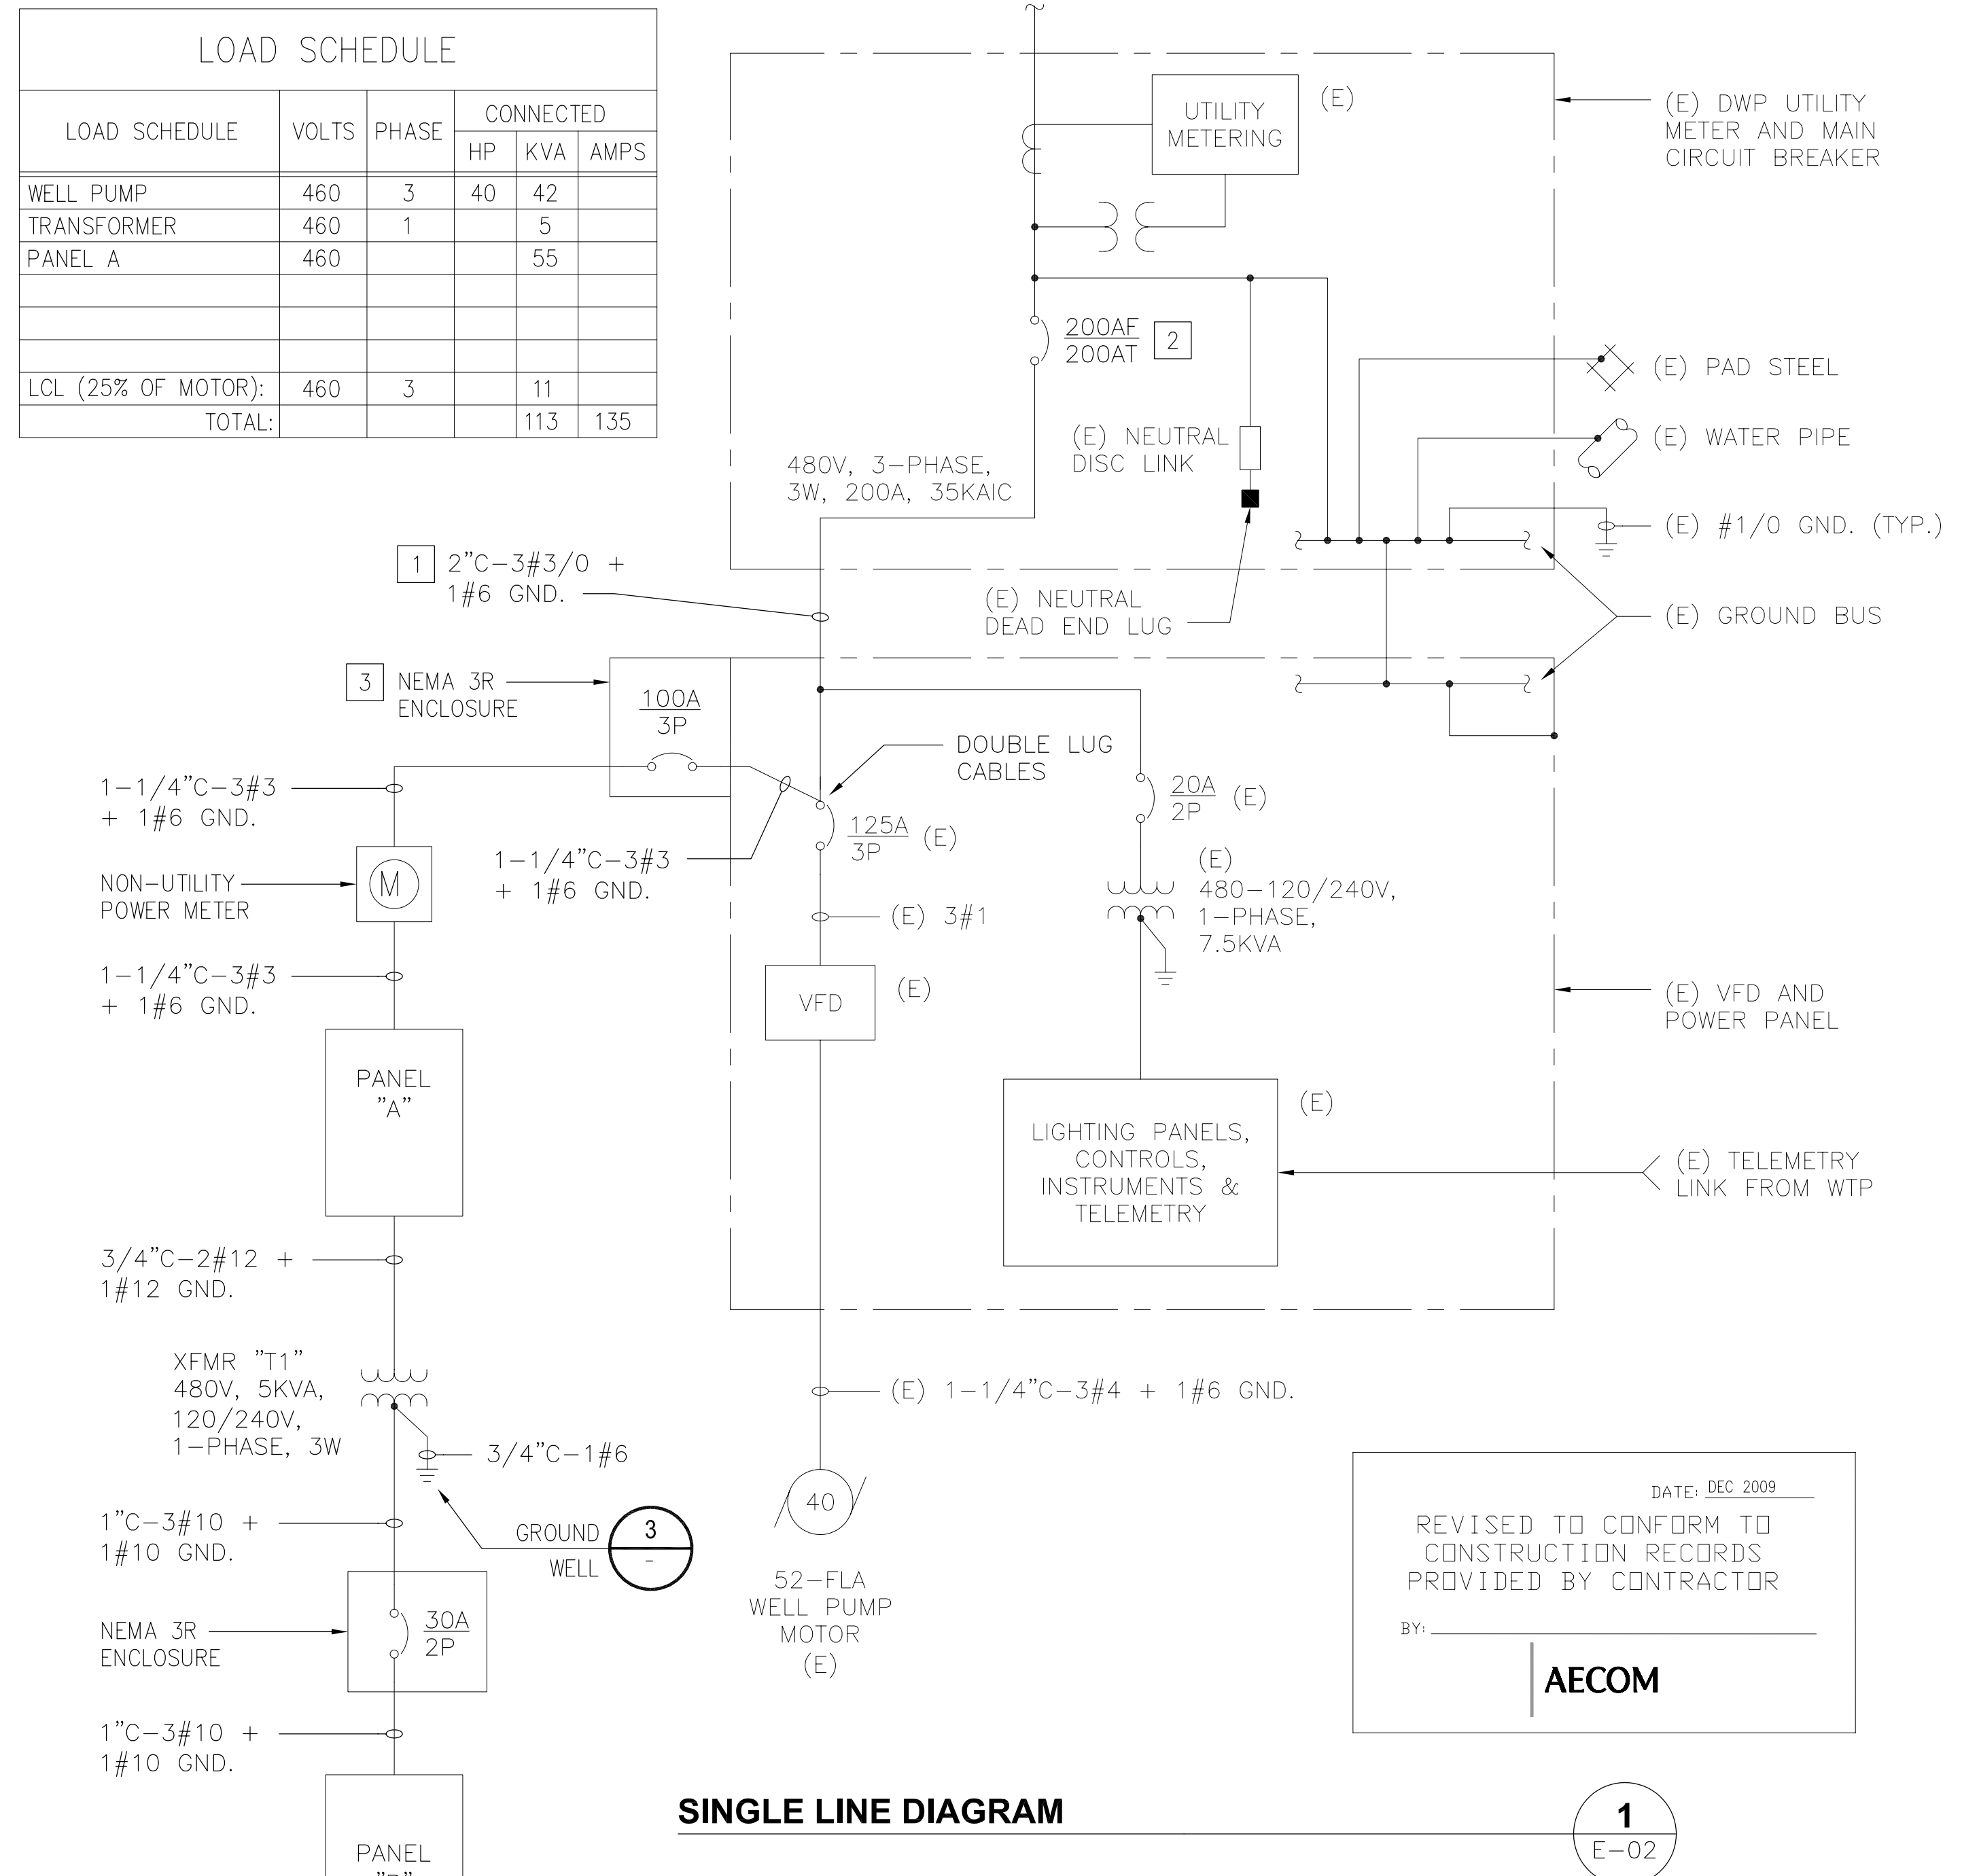 LOAD SCHEDULE
LOAD SCHEDULE VOLTS PHASE CONNECTED
HP KVA AMPS
WELL PUMP 460 3 40 42
TRANSFORMER 460 1 5
PANEL A 460 55
LCL (25% OF MOTOR): 460 3 11
TOTAL: 113 135
UTILITY
METERING
(E)
(E) DWP UTILITY
METER AND MAIN
CIRCUIT BREAKER
200AF
200AT
2
(E) PAD STEEL
(E) NEUTRAL
DISC LINK
(E) WATER PIPE
480V, 3-PHASE,
3W, 200A, 35KAIC
(E) #1/0 GND. (TYP.)
1
2"C-3#3/0 +
1#6 GND.
(E) NEUTRAL
DEAD END LUG
(E) GROUND BUS
3
NEMA 3R
ENCLOSURE
100A
3P
DOUBLE LUG
CABLES
1-1/4"C-3#3
+ 1#6 GND.
20A
2P
(E)
125A
3P
(E)
1-1/4"C-3#3
+ 1#6 GND.
NON-UTILITY
POWER METER
M
(E)
480-120/240V,
1-PHASE,
7.5KVA
(E) 3#1
1-1/4"C-3#3
+ 1#6 GND.
VFD
(E)
(E) VFD AND
POWER PANEL
PANEL
"A"
LIGHTING PANELS,
CONTROLS,
INSTRUMENTS &
TELEMETRY
(E)
(E) TELEMETRY
LINK FROM WTP
3/4"C-2#12 +
1#12 GND.
XFMR "T1"
480V, 5KVA,
120/240V,
1-PHASE, 3W
(E) 1-1/4"C-3#4 + 1#6 GND.
3/4"C-1#6
40
1"C-3#10 +
1#10 GND.
GROUND
WELL
3
-
52-FLA
WELL PUMP
MOTOR
(E)
NEMA 3R
ENCLOSURE
30A
2P
1"C-3#10 +
1#10 GND.
DATE: DEC 2009
REVISED TO CONFORM TO
CONSTRUCTION RECORDS
PROVIDED BY CONTRACTOR
BY:
AECOM
PANEL
SINGLE LINE DIAGRAM
1
E-02